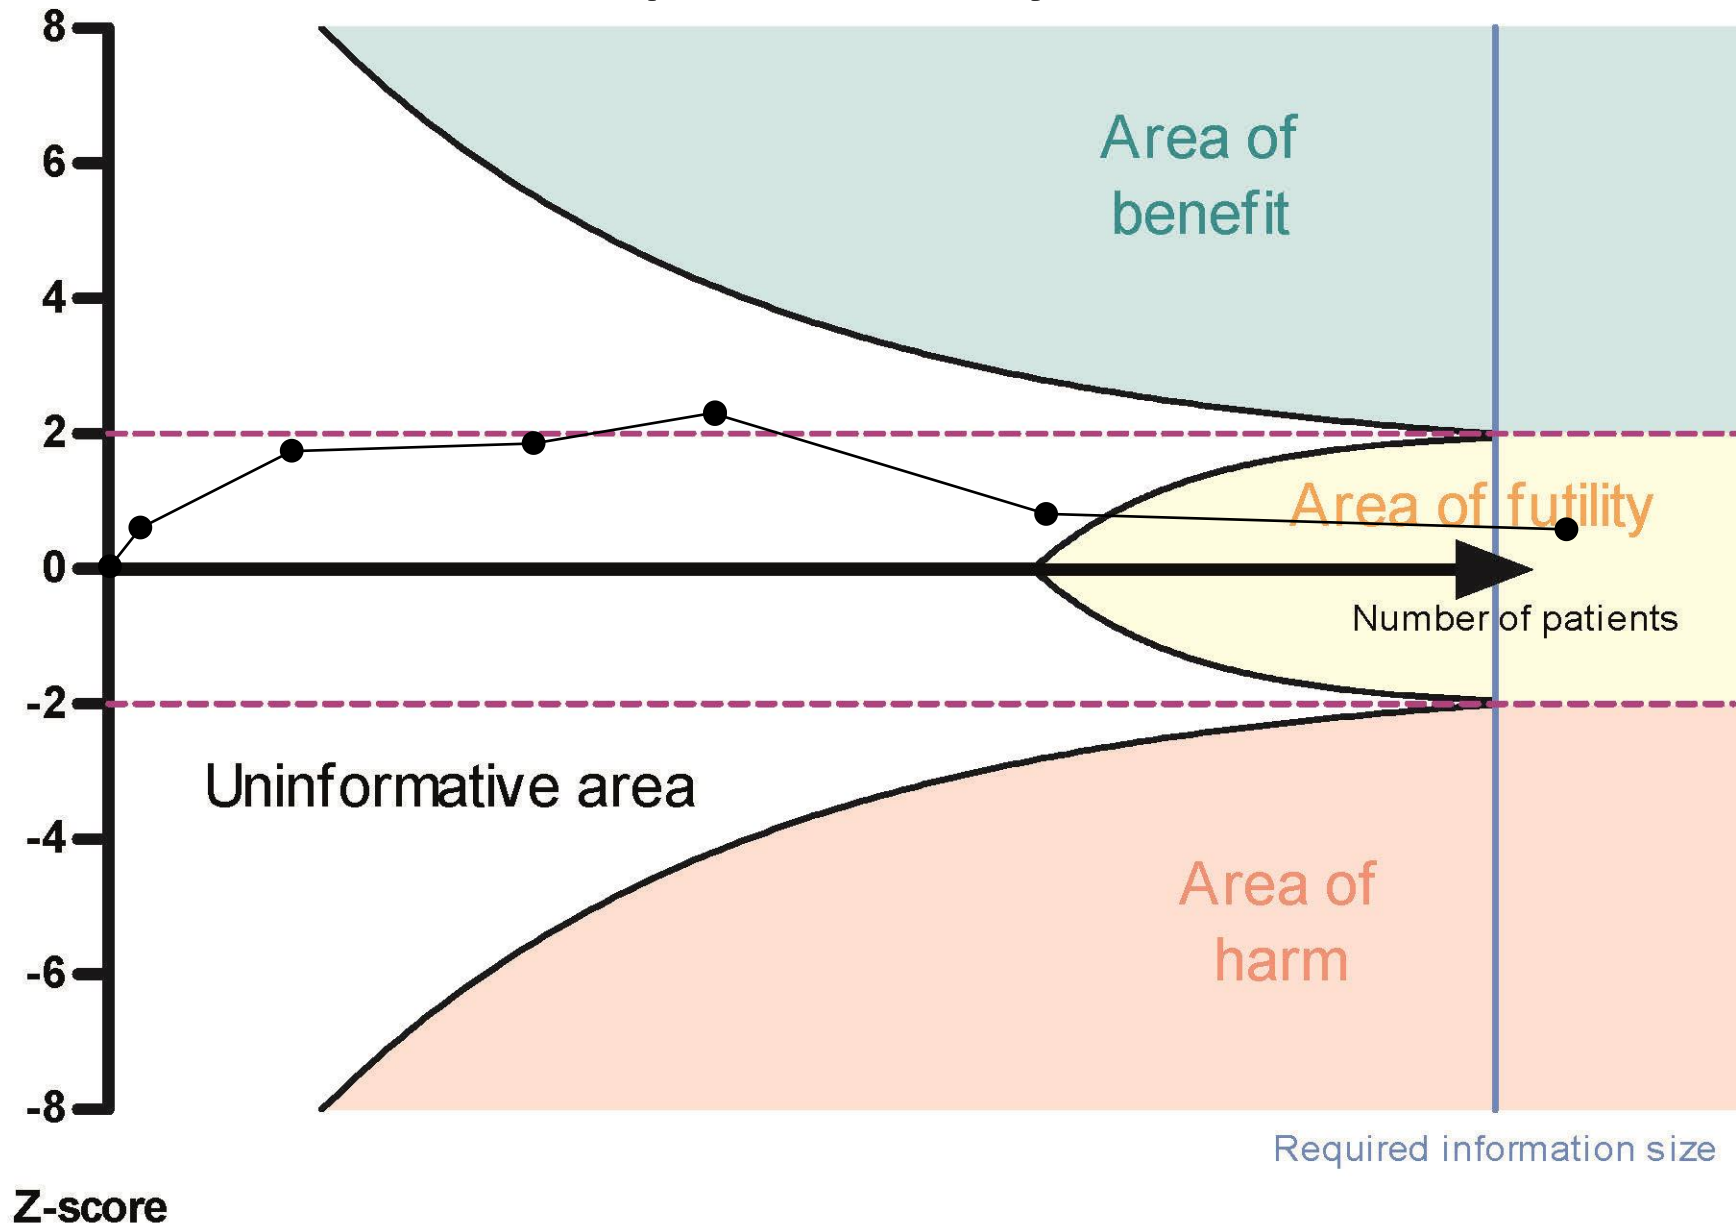 8
6
4
2
0
-2
-4
-6
-8
Area of
benefit
Area of futility
Number of patients
Uninformative area
Area of
harm
Required information size
Z-score